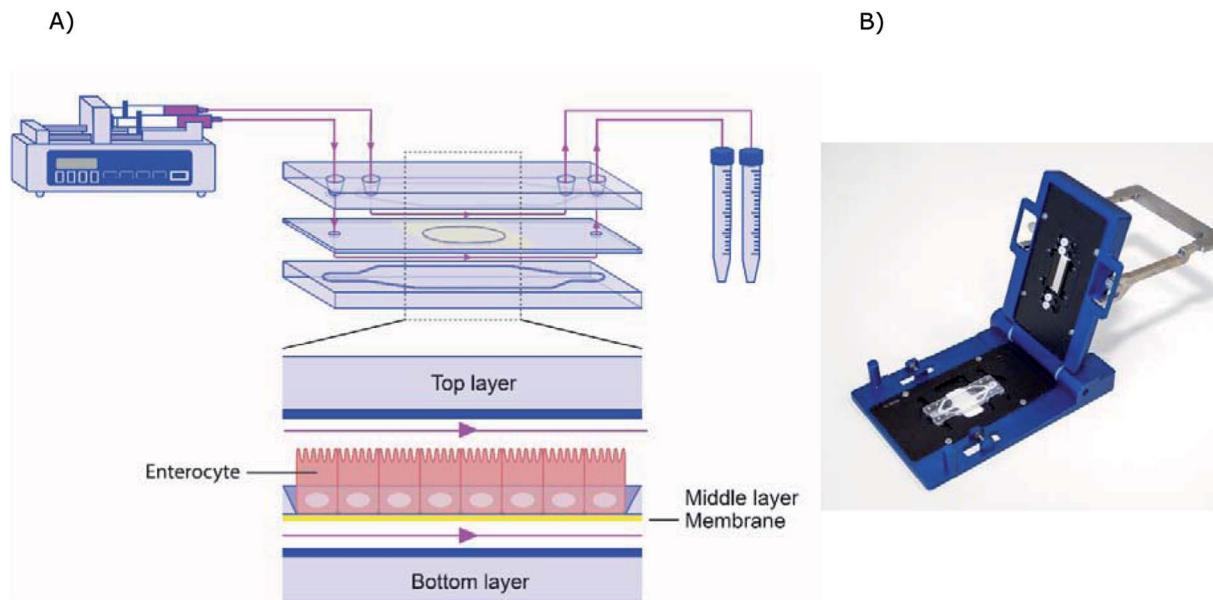 A)
B)
Top layer
Enterocyte
Middle layer
Membrane
Bottom layer